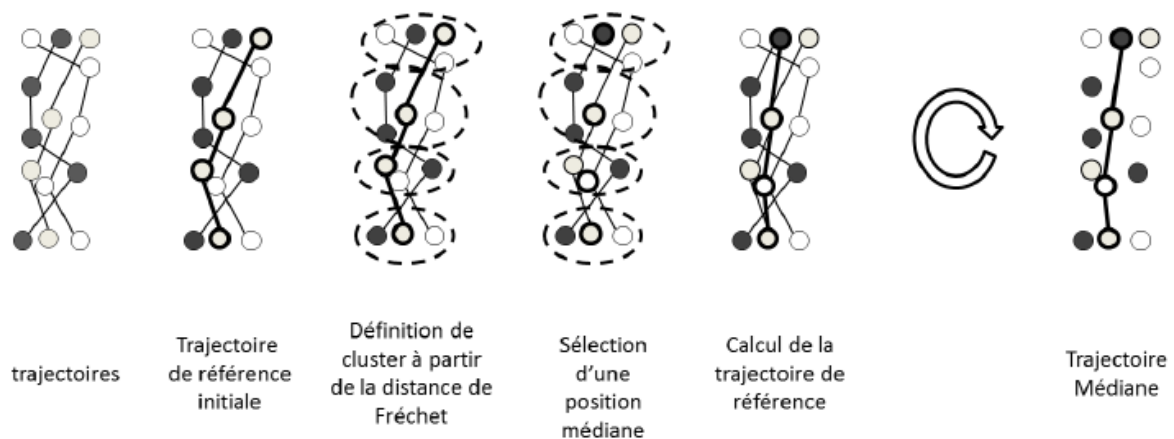 trajectoires
Trajectoire
de référence
initiale
Définition de
cluster à partir
de la distance de
Fréchet
Sélection
d'une
position
médiane
Calcul de la
trajectoire de
référence
Trajectoire
Médiane